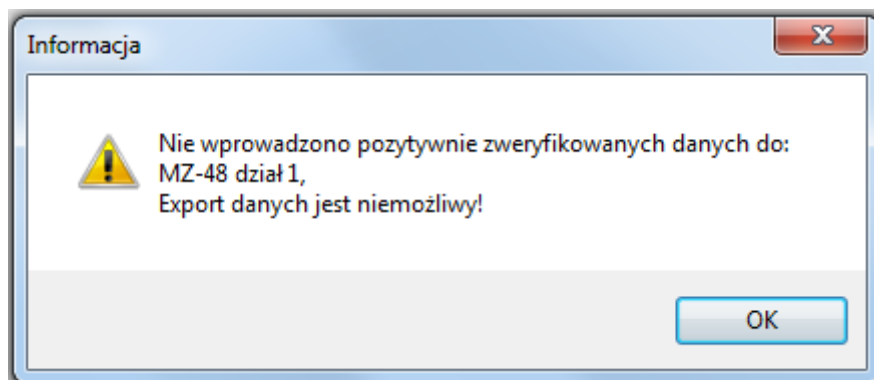 Informacja
Nie wprowadzono pozytywnie zweryfikowanych danych do:
MZ-48 dział 1,
Export danych jest niemożliwy!
OK